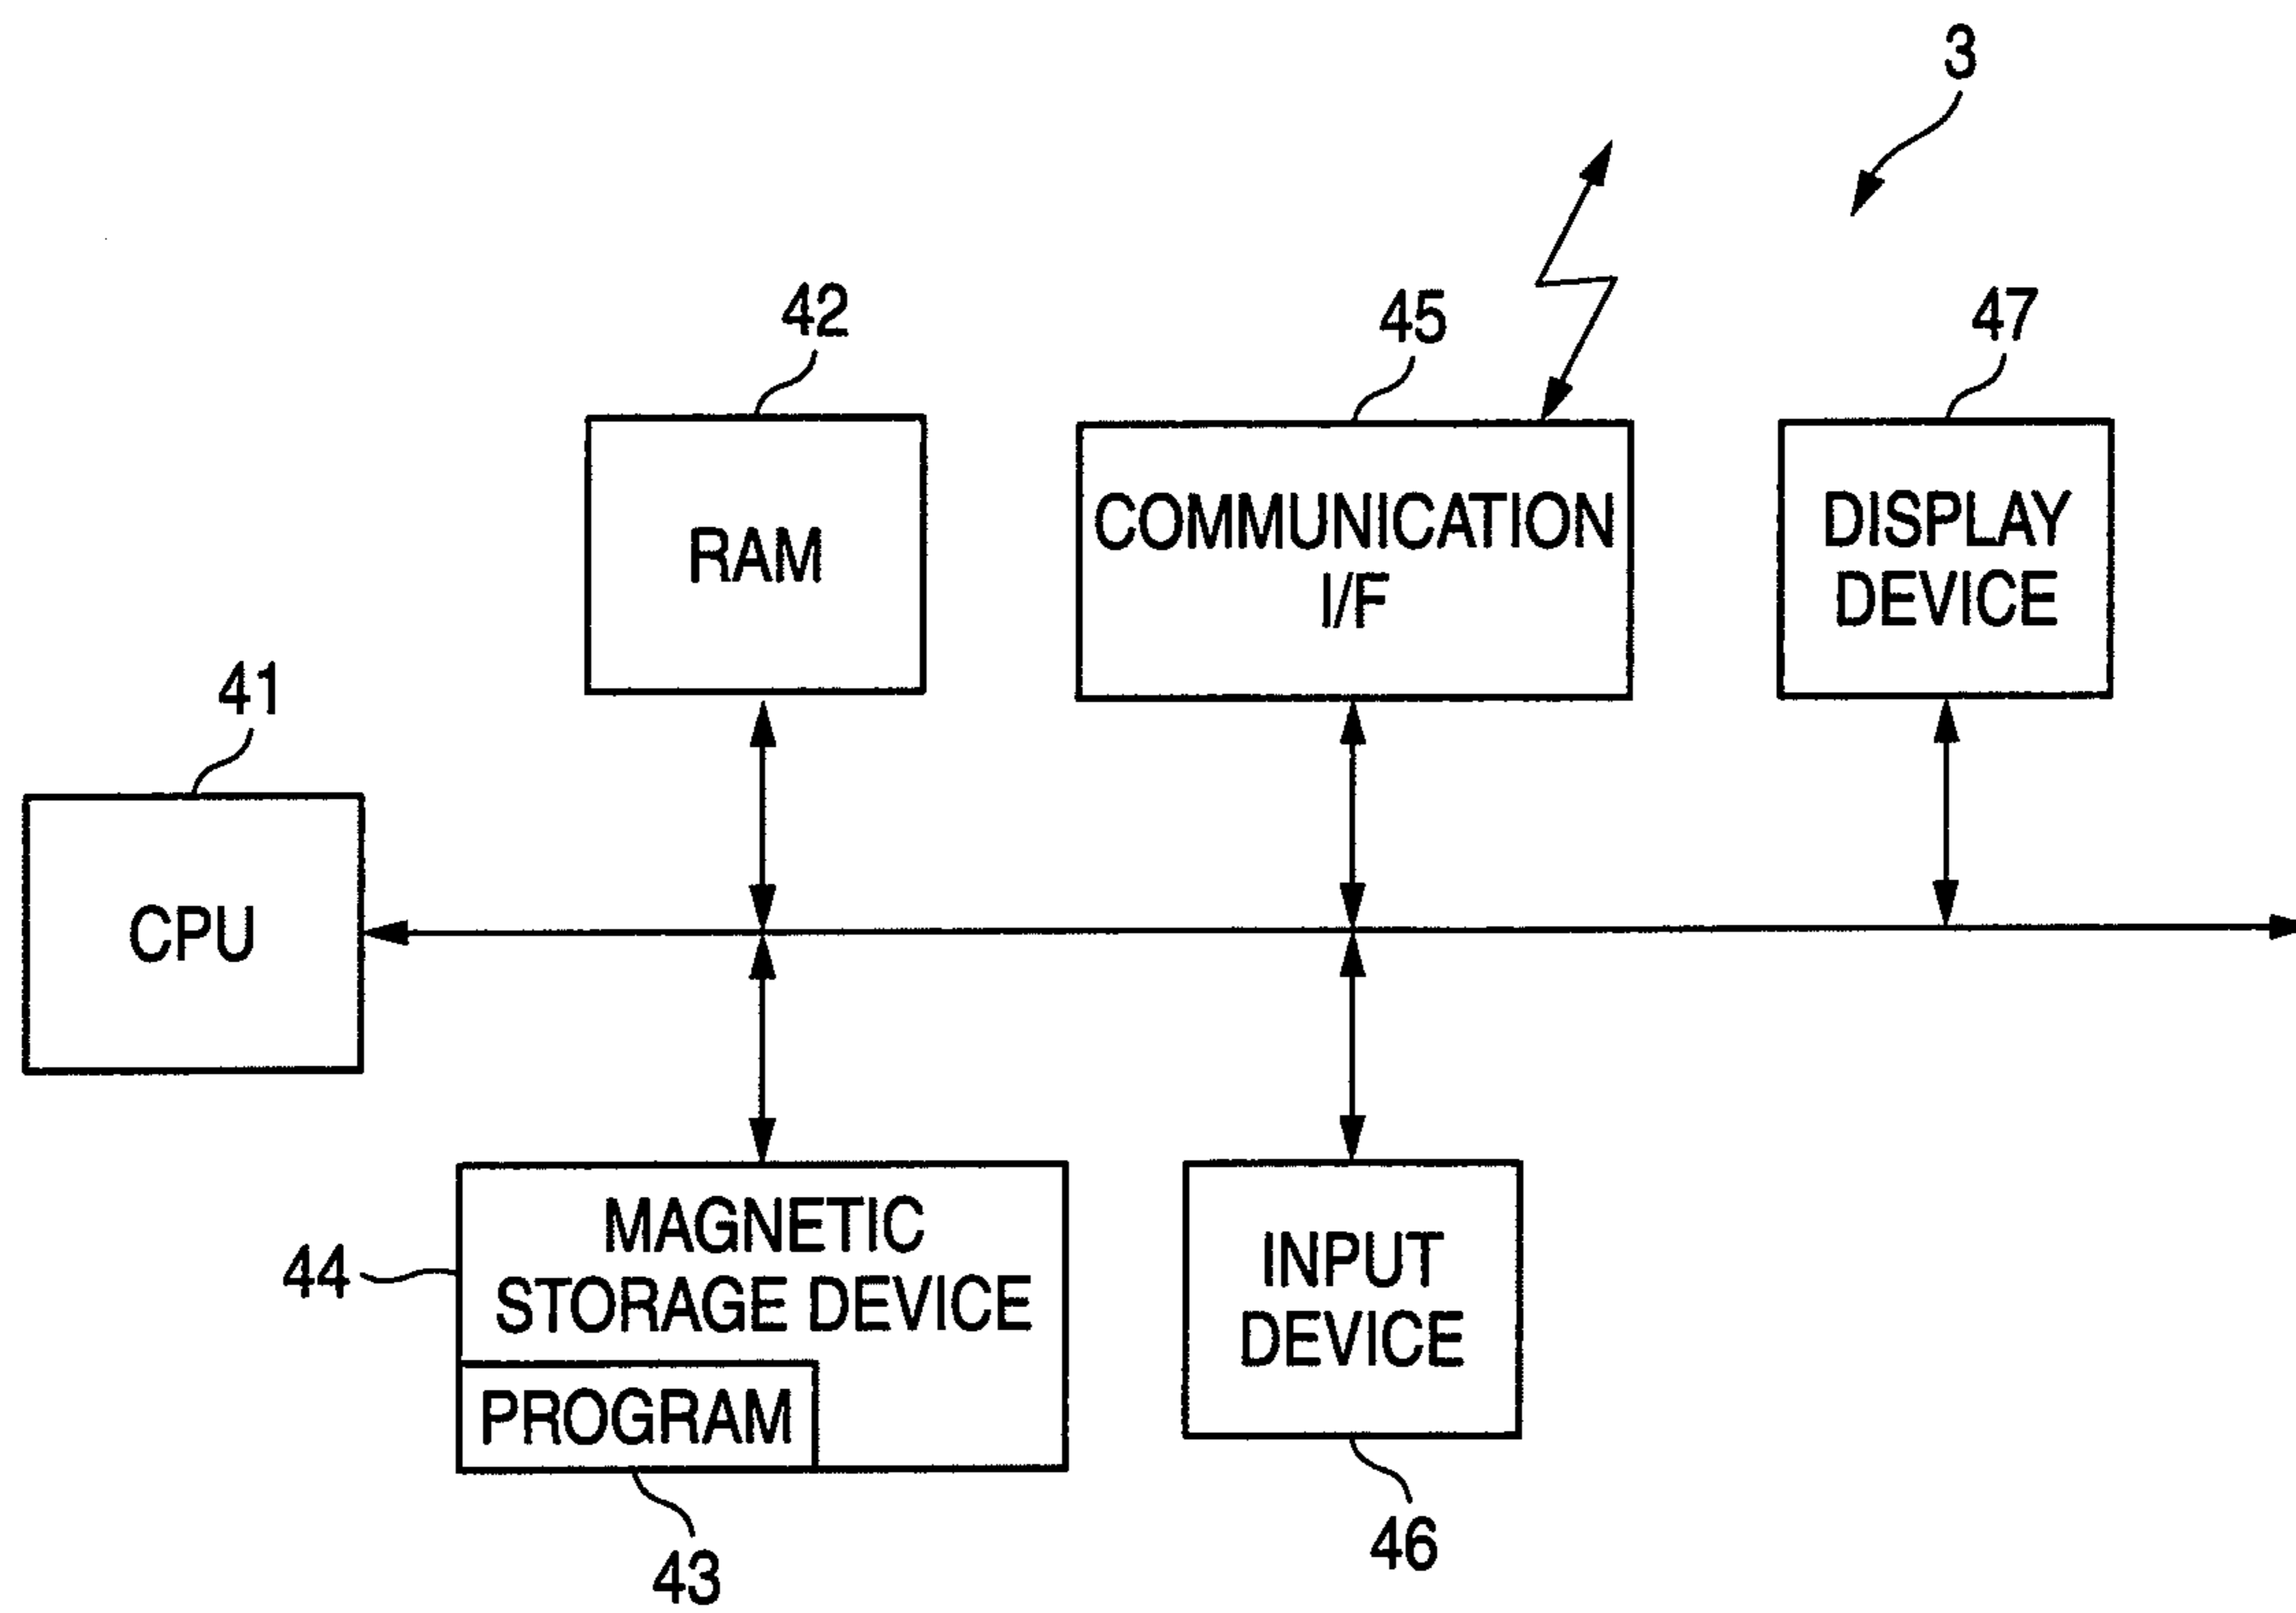 3
42
45
47
RAM
COMMUNICATION
I/F
DISPLAY
DEVICE
41
CPU
44
MAGNETIC
STORAGE DEVICE
PROGRAM
43
INPUT
DEVICE
46